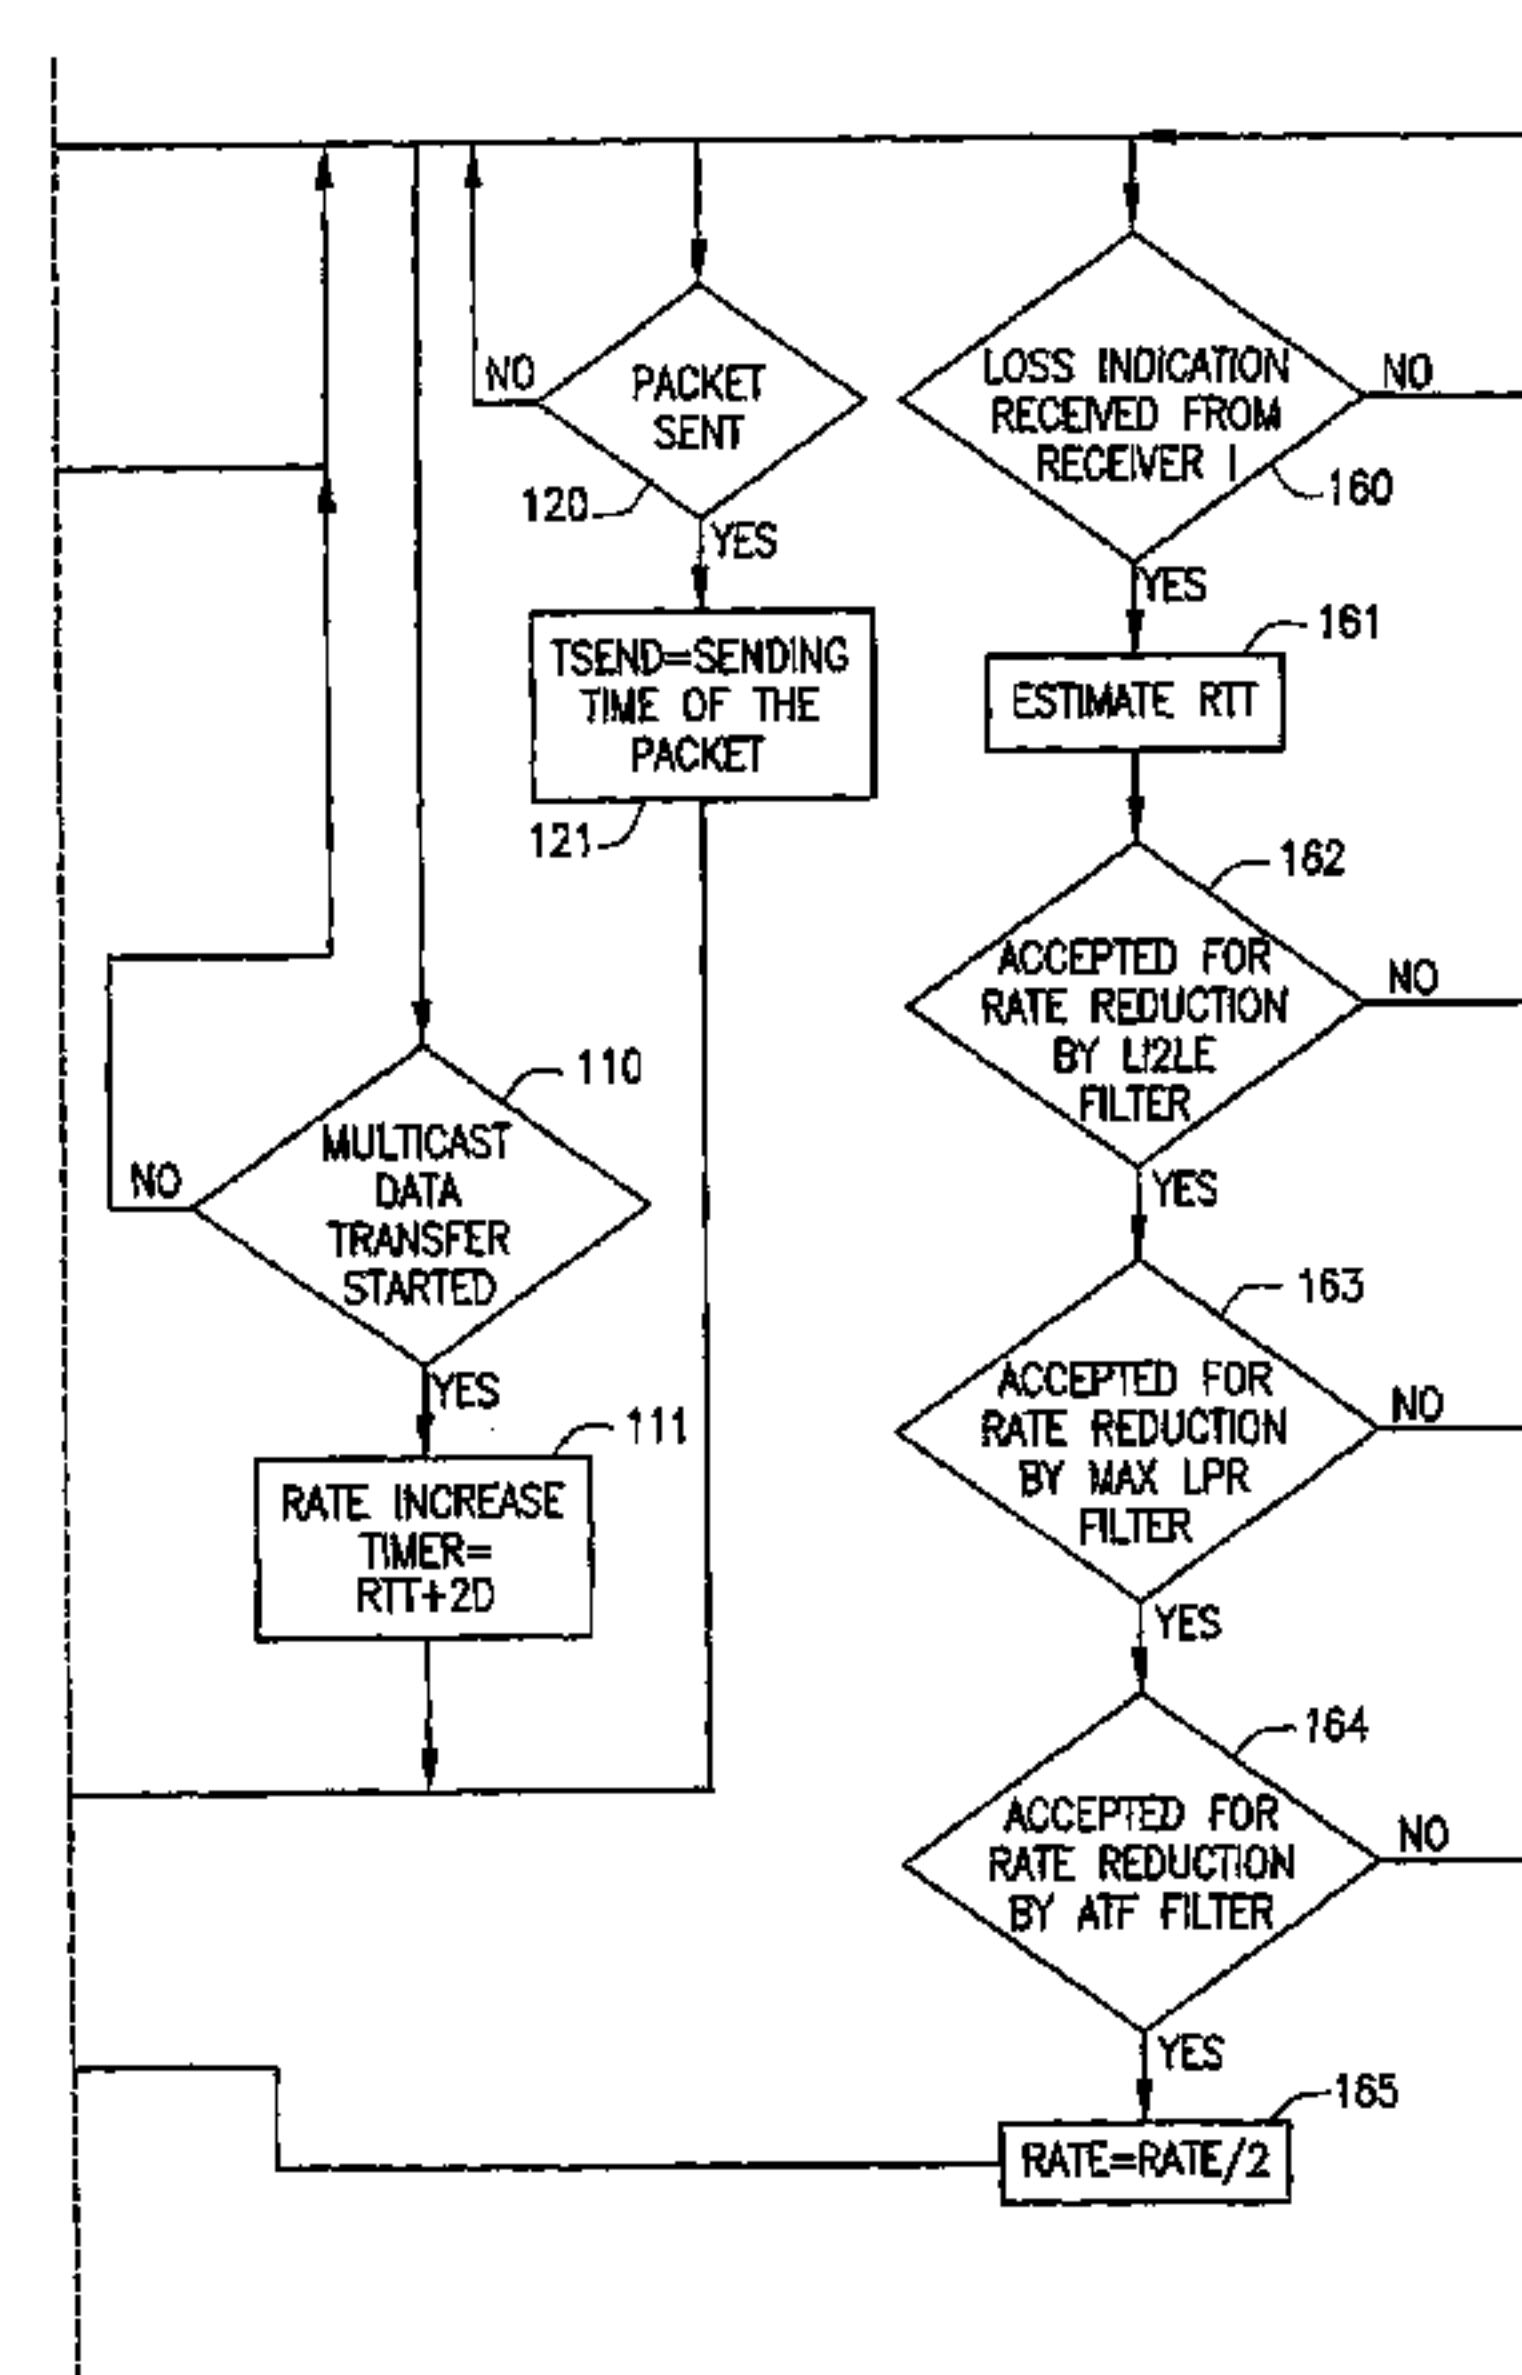 NO
PACKET
SENT
120
YES
TSEND=SENDING
TIME OF THE
PACKET
121
NO
MULTICAST
DATA
TRANSFER
STARTED
110
YES
111
RATE INCREASE
TIMER=
RTT+2D
LOSS INDICATION
RECEIVED FROM
RECEIVER I
NO
160
YES
161
ESTIMATE RTT
162
ACCEPTED FOR
RATE REDUCTION
BY LI2LE
FILTER
NO
YES
163
ACCEPTED FOR
RATE REDUCTION
BY MAX LPR
FILTER
NO
YES
164
ACCEPTED FOR
RATE REDUCTION
BY ATF FILTER
NO
YES
165
RATE=RATE/2